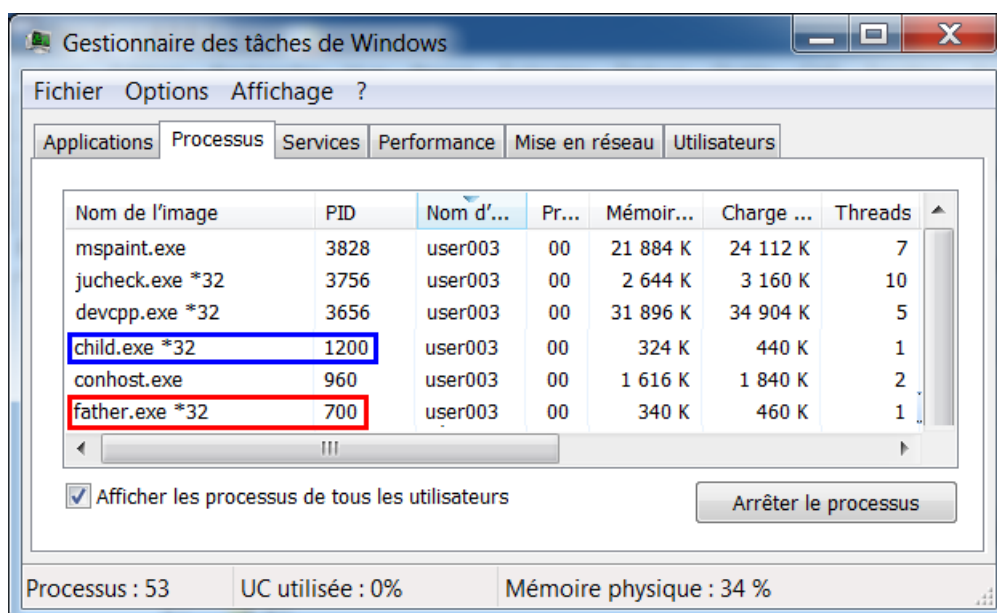 Gestionnaire des tâches de Windows
Fichier Options Affichage ?
Applications Processus Services Performance Mise en réseau Utilisateurs
Nom de l'image PID Nom d'... Pr... Mémoir... Charge ... Threads
mspaint.exe 3828 user003 00 21 884 K 24 112 K 7
jucheck.exe *32 3756 user003 00 2 644 K 3 160 K 10
devcpp.exe *32 3656 user003 00 31 896 K 34 904 K 5
child.exe *32 1200 user003 00 324 K 440 K 1
conhost.exe 960 user003 00 1 616 K 1 840 K 2
father.exe *32 700 user003 00 340 K 460 K 1
Afficher les processus de tous les utilisateurs
Arrêter le processus
Processus : 53 UC utilisée : 0% Mémoire physique : 34 %